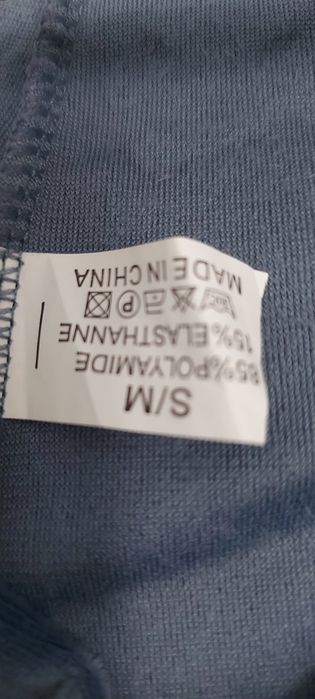 S/M
85%POLYAMIDE
15%ELASTHANNE
MADE IN CHINA